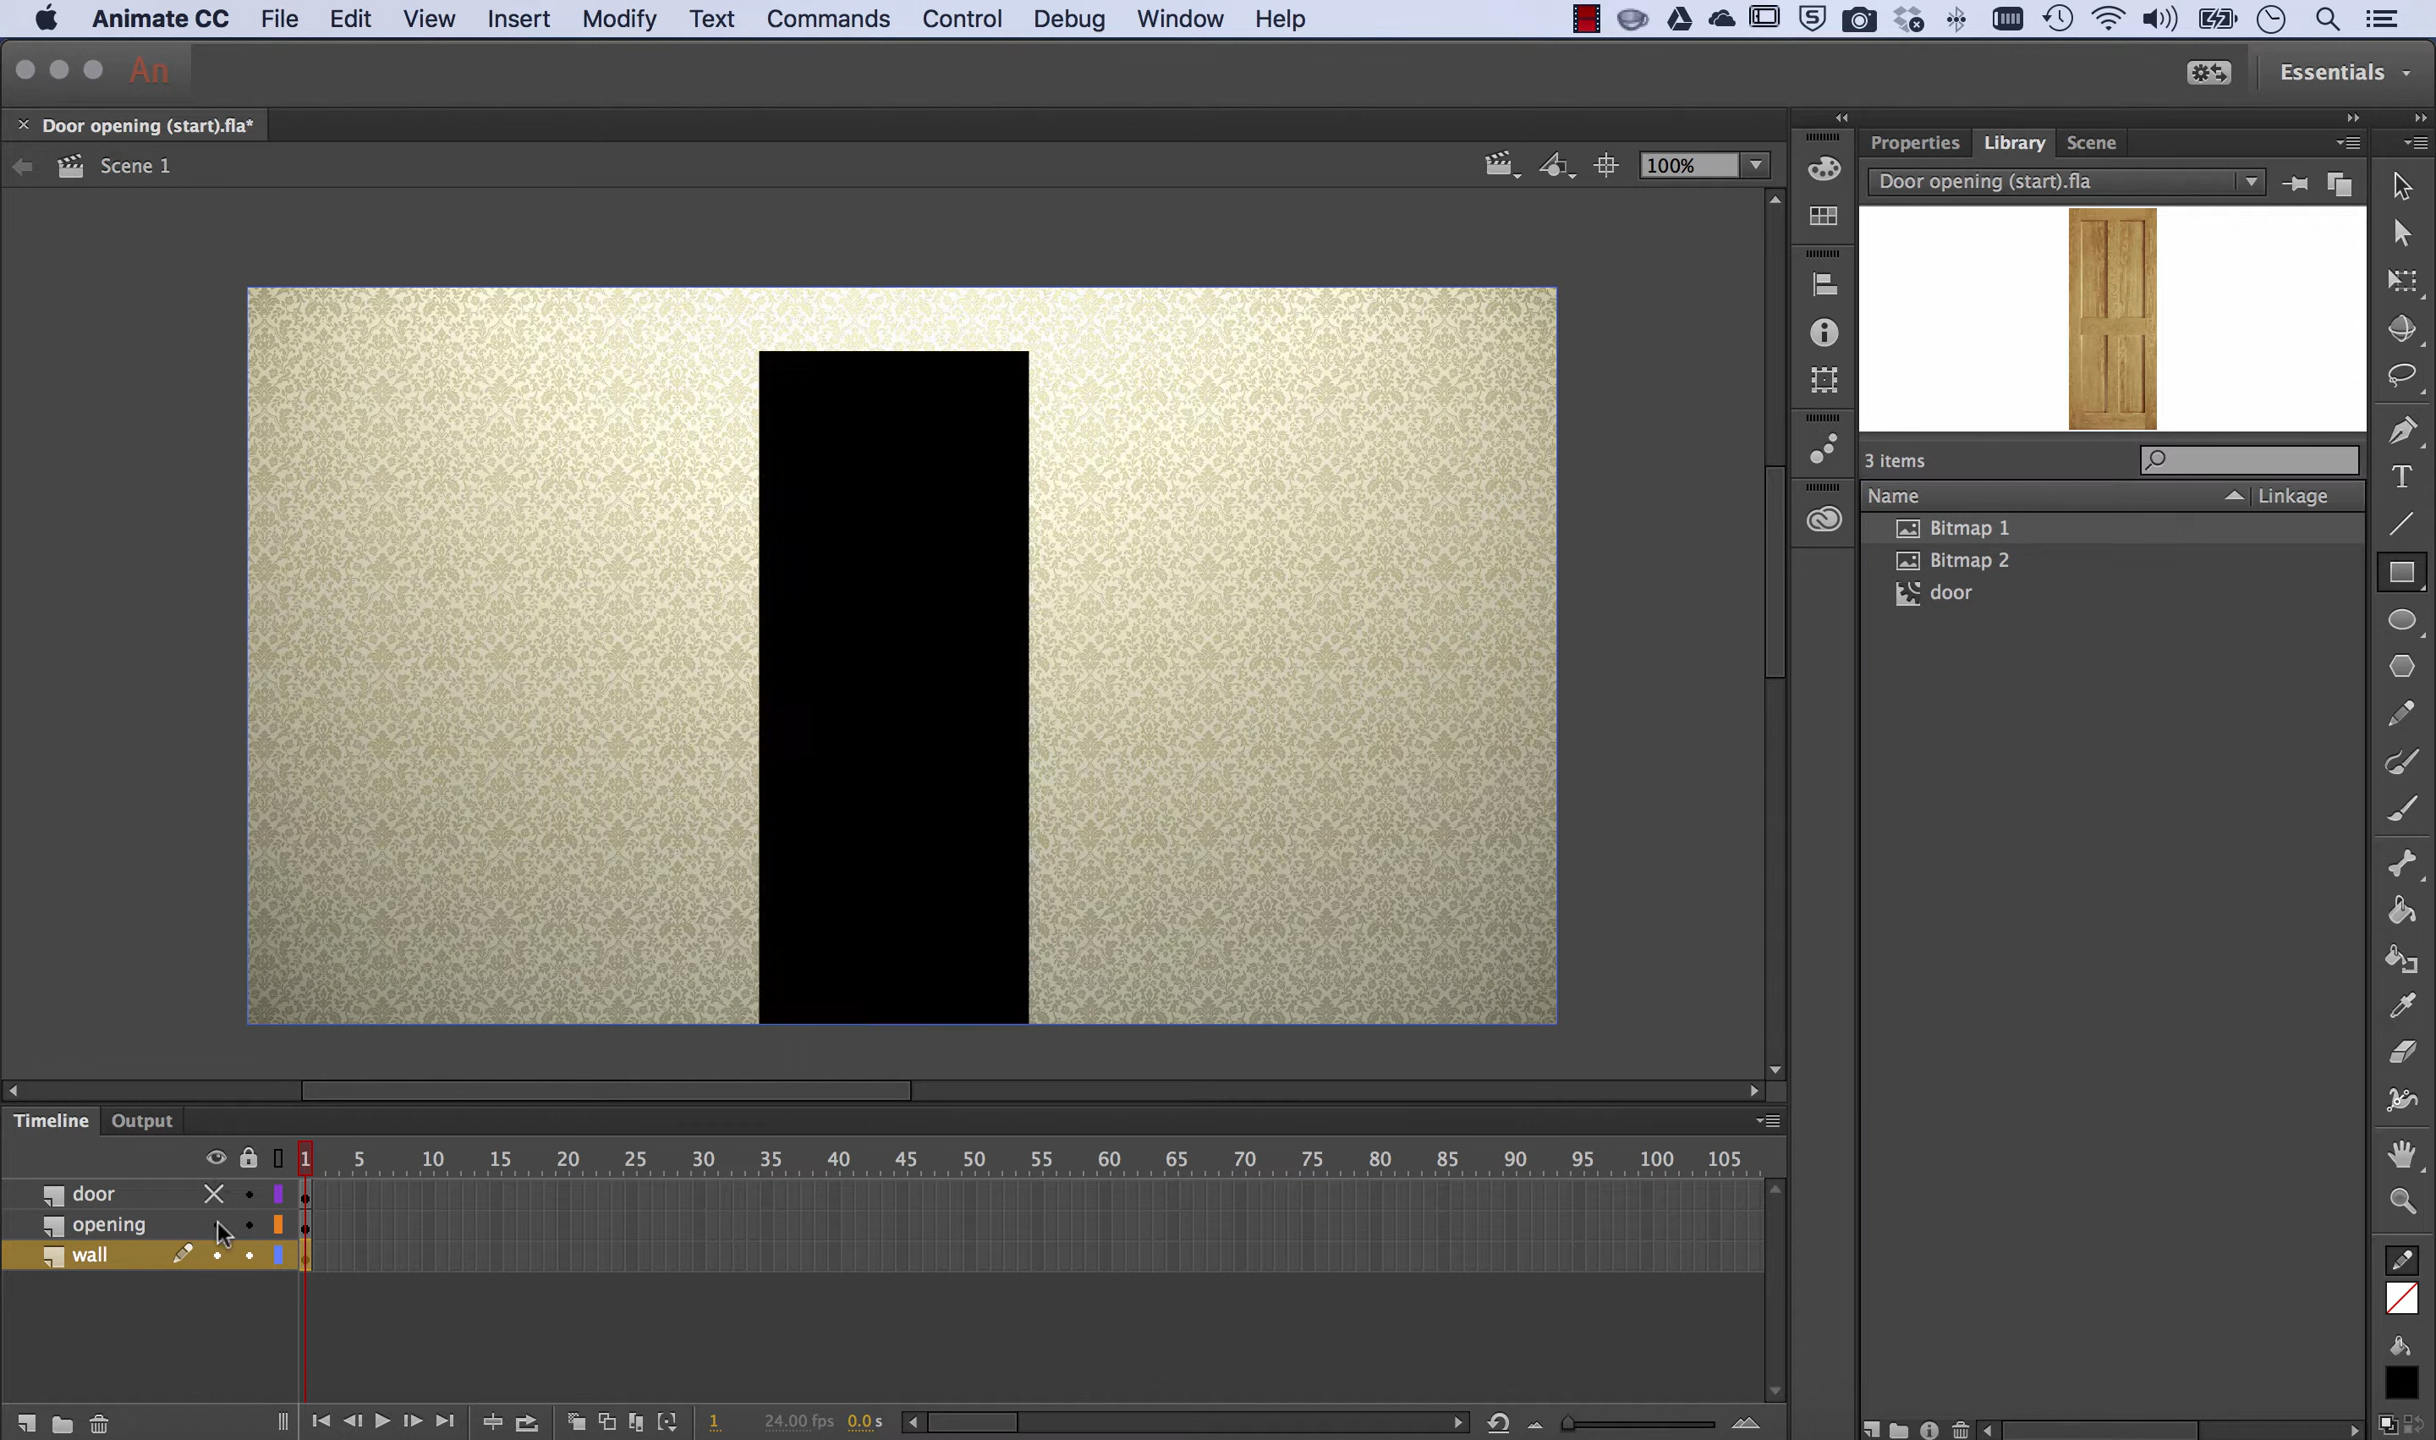 Animate CC File Edit View Insert Modify Text Commands Control Debug Window Help
An Essentials
Door opening (start).fla*
Scene 1 100%
Properties Library Scene
Door opening (start).fla
3 items
Name Linkage
Bitmap 1
Bitmap 2
door
Timeline Output
1 5 10 15 20 25 30 35 40 45 50 55 60 65 70 75 80 85 90 95 100 105
door
opening
wall
1 24.00 fps 0.0 s